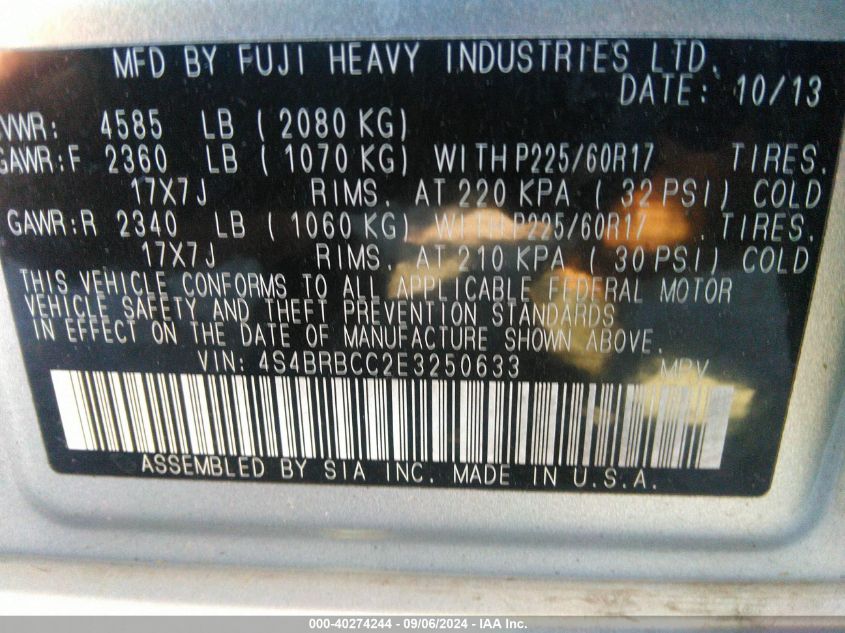 MFD BY FUJI HEAVY INDUSTRIES LTD.
DATE: 10/13
VWR: 4585 LB ( 2080 KG)
GAWR:F 2360 LB ( 1070 KG) WITH P225/60R17 TIRES.
17X7J RIMS. AT 220 KPA ( 32 PSI) COLD
GAWR:R 2340 LB ( 1060 KG) WITH P225/60R17 TIRES.
17X7J RIMS. AT 210 KPA ( 30 PSI) COLD
THIS VEHICLE CONFORMS TO ALL APPLICABLE FEDERAL MOTOR
VEHICLE SAFETY AND THEFT PREVENTION STANDARDS
IN EFFECT ON THE DATE OF MANUFACTURE SHOWN ABOVE.
VIN: 4S4BRBCC2E3250633 MPV
ASSEMBLED BY SIA INC. MADE IN U.S.A.
000-40274244 - 09/06/2024 - IAA Inc.